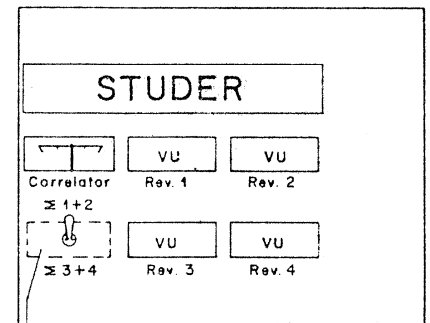 STUDER
VU VU
Correlator Rev. 1 Rev. 2
Σ 1+2
VU VU
Σ 3+4 Rev. 3 Rev. 4